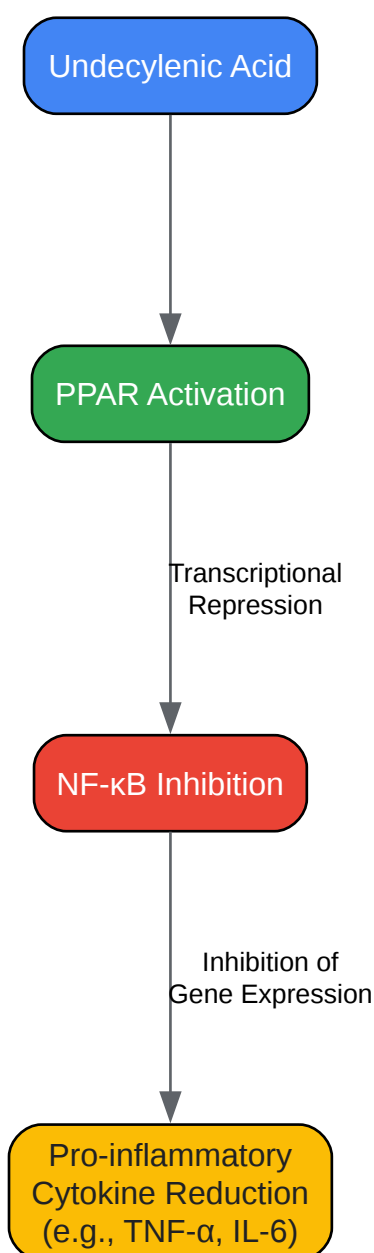 Undecylenic Acid
PPAR Activation
Transcriptional
Repression
NF-κB Inhibition
Inhibition of
Gene Expression
Pro-inflammatory
Cytokine Reduction
(e.g., TNF-α, IL-6)